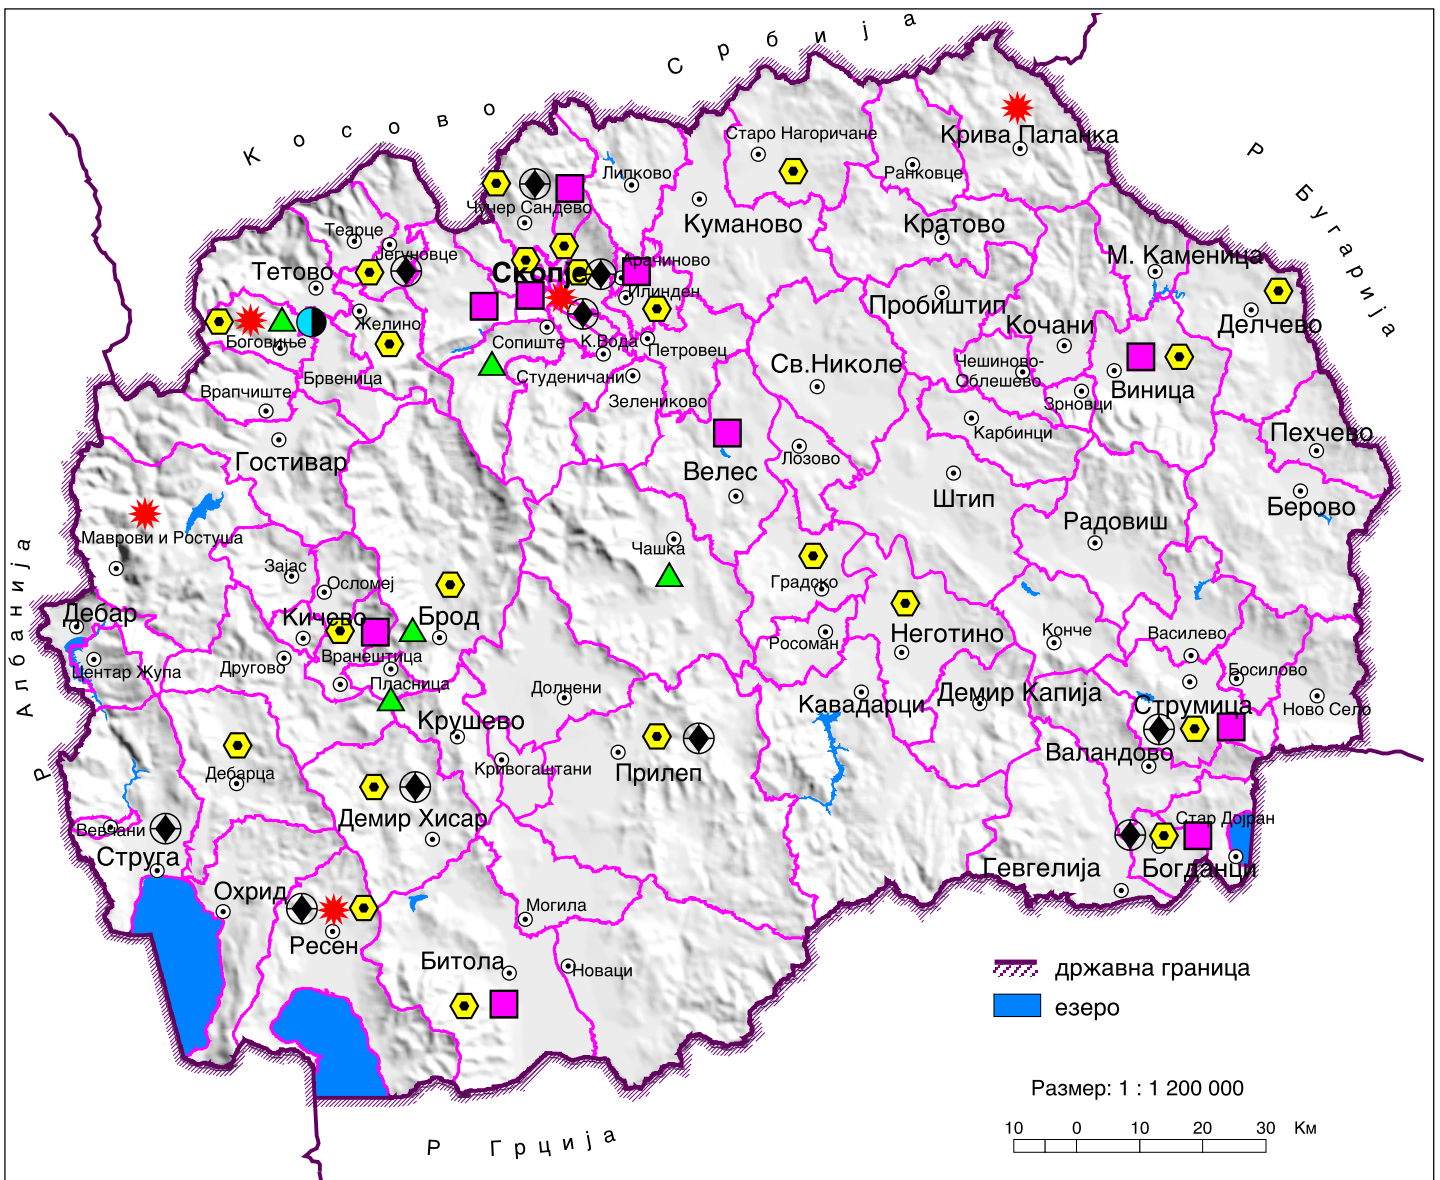 Р Србија
Косово
Р Бугарија
Р Албанија
Р Грција
Старо Нагоричане
Крива Паланка
Ранковце
Липково
Чучер Сандево
Куманово
Кратово
Теарце
Јегуновце
Тетово
Скопје
Арачиново
Илинден
М. Каменица
Пробиштип
Делчево
Кочани
Желино
Боговиње
Сопиште
К.Вода
Петровец
Св.Николе
Чешиново-
Облешево
Виница
Брвеница
Врапчиште
Студеничани
Зелениково
Зрновци
Карбинци
Пехчево
Гостивар
Лозово
Велес
Штип
Берово
Радовиш
Маврови и Ростуша
Чашка
Зајас
Осломеј
Градско
Дебар
Кичево
Брод
Неготино
Росоман
Конче
Василево
Босилово
Центар Жупа
Другово
Вранештица
Пласница
Долнени
Кавадарци
Демир Капија
Струмица
Ново Село
Крушево
Валандово
Дебарца
Кривогаштани
Прилеп
Демир Хисар
Вевчани
Струга
Стар Дојран
Гевгелија
Богданци
Охрид
Могила
Ресен
Битола
Новаци
државна граница
езеро
Размер: 1 : 1 200 000
10 0 10 20 30 Км